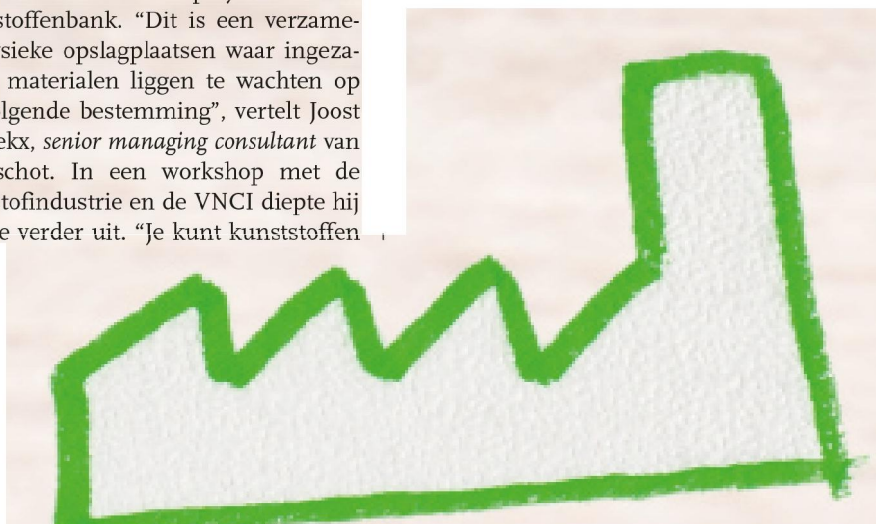 stoffenbank. “Dit is een verzame-
sieke opslagplaatsen waar ingeza-
materialen liggen te wachten op
lgende bestemming”, vertelt Joost
ekx, senior managing consultant van
schot. In een workshop met de
tofindustrie en de VNCI diepte hij
e verder uit. “Je kunt kunststoffen